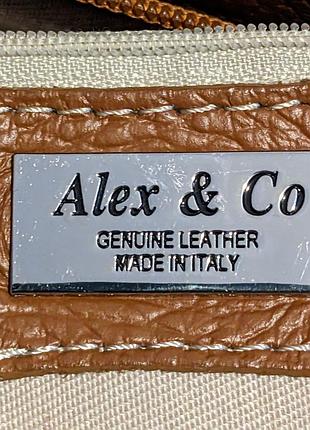 Alex & Co
GENUINE LEATHER
MADE IN ITALY